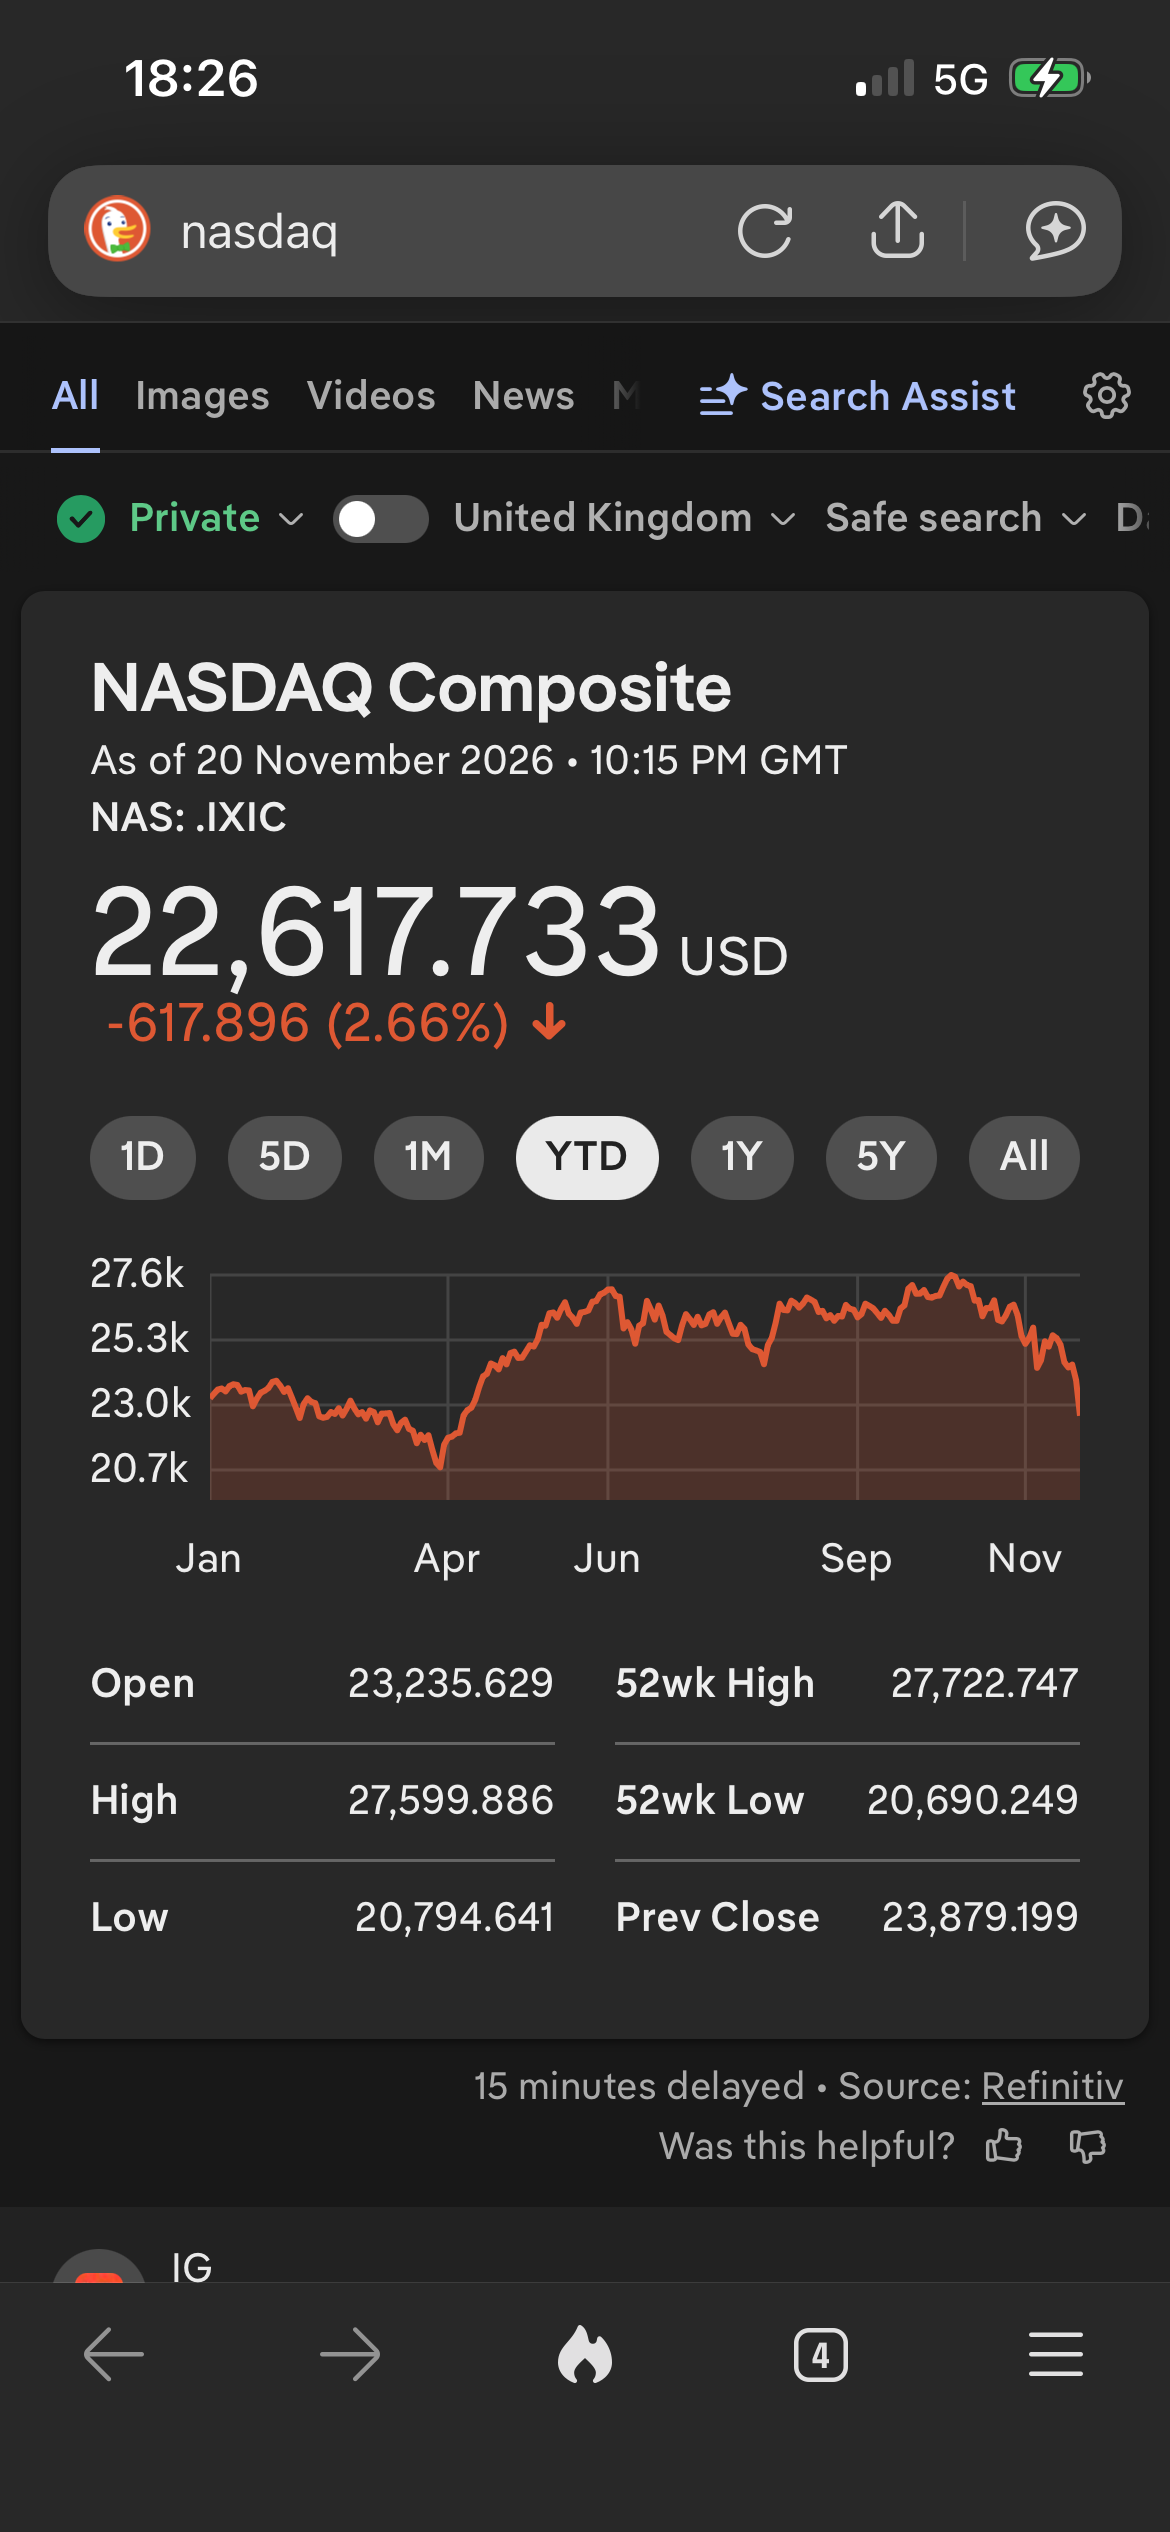 18:26 5G
nasdaq
All Images Videos News M Search Assist
Private United Kingdom Safe search Da
NASDAQ Composite
As of 20 November 2026 • 10:15 PM GMT
NAS: .IXIC
22,617.733 USD
-617.896 (2.66%) ↓
1D 5D 1M YTD 1Y 5Y All
27.6k
25.3k
23.0k
20.7k
Jan Apr Jun Sep Nov
Open 23,235.629 52wk High 27,722.747
High 27,599.886 52wk Low 20,690.249
Low 20,794.641 Prev Close 23,879.199
15 minutes delayed • Source: Refinitiv
Was this helpful?
IG
4